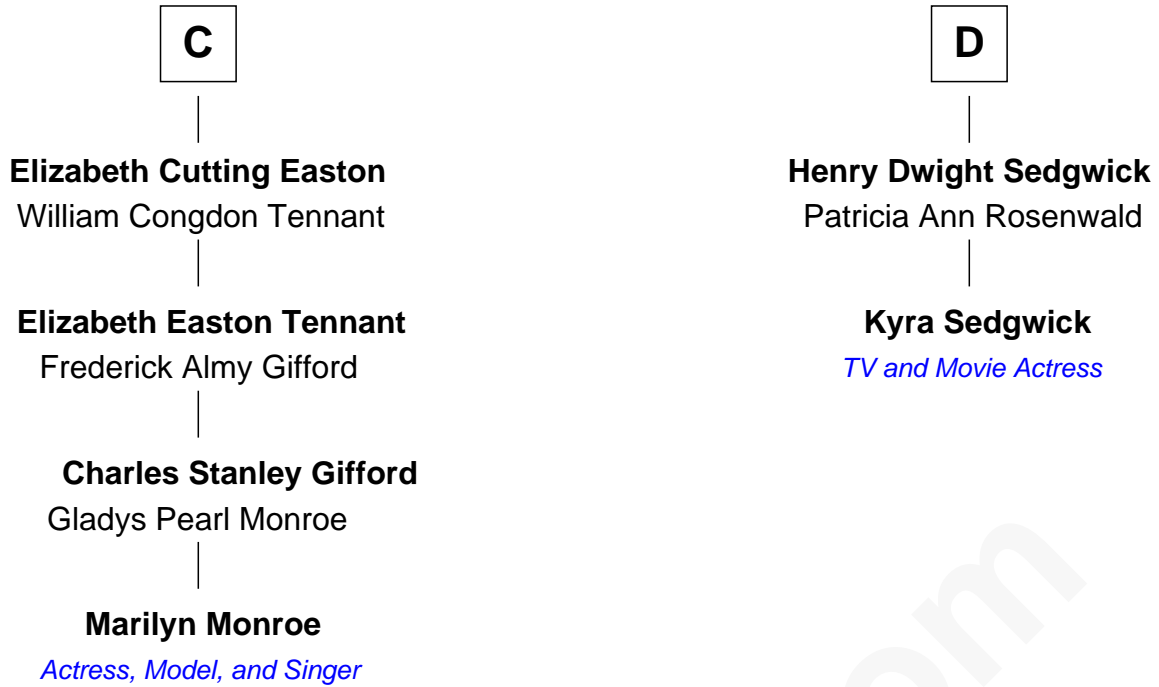 C
Elizabeth Cutting Easton
William Congdon Tennant
Elizabeth Easton Tennant
Frederick Almy Gifford
Charles Stanley Gifford
Gladys Pearl Monroe
Marilyn Monroe
Actress, Model, and Singer
D
Henry Dwight Sedgwick
Patricia Ann Rosenwald
Kyra Sedgwick
TV and Movie Actress
om